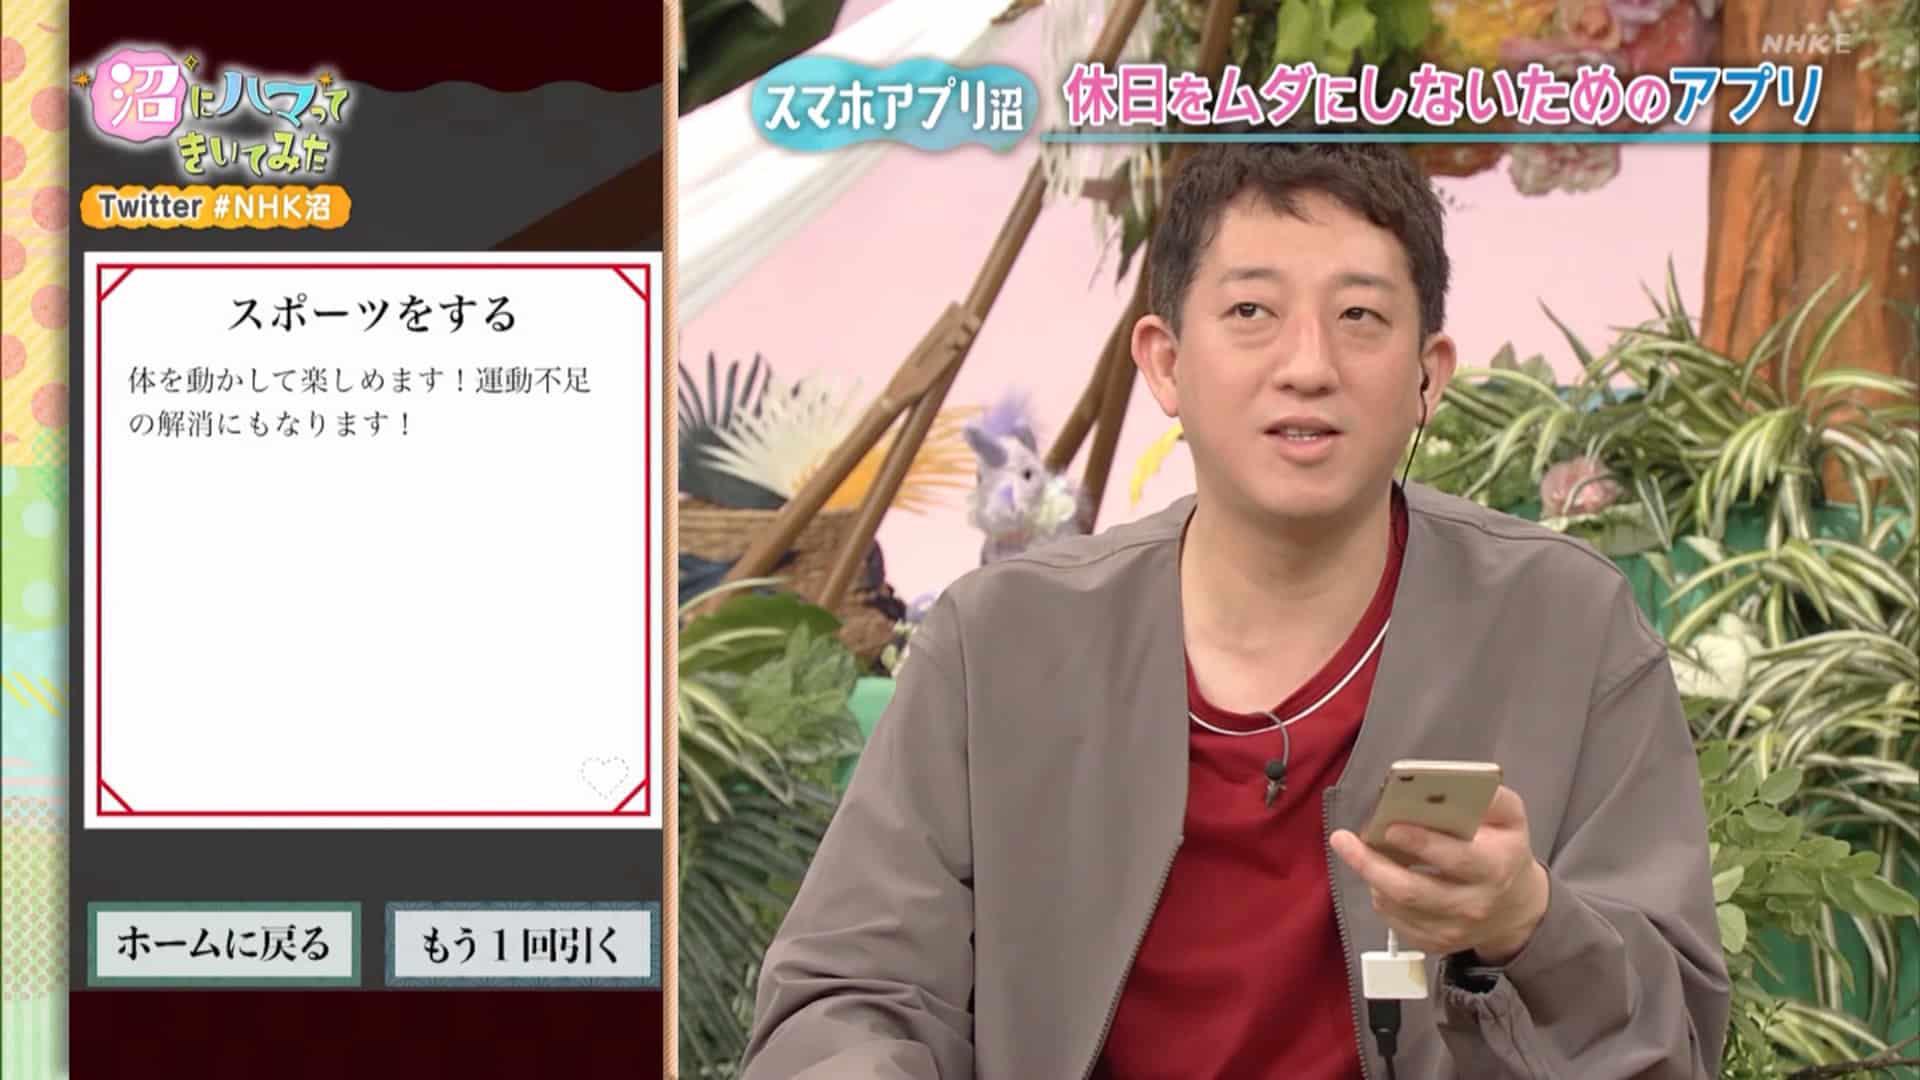 沼にハマって
きいてみた
Twitter #NHK沼
NHK E
スマホアプリ沼
休日をムダにしないためのアプリ
スポーツをする
体を動かして楽しめます！運動不足
の解消にもなります！
ホームに戻る
もう1回引く